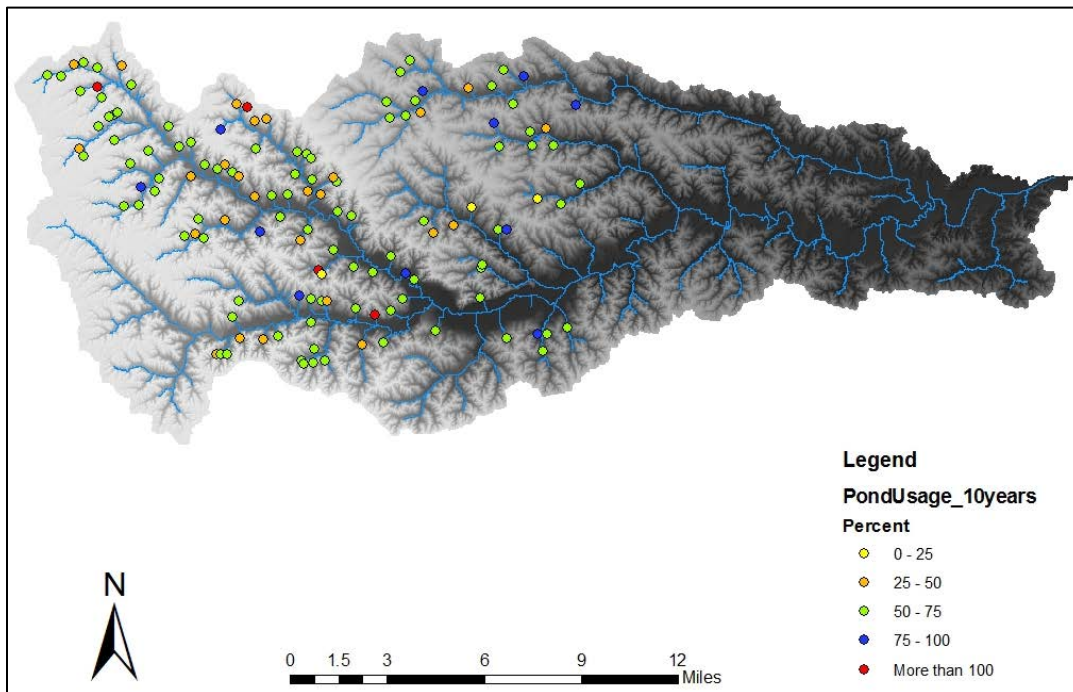 Legend
PondUsage_10years
Percent
0 - 25
25 - 50
50 - 75
75 - 100
More than 100
N
0 1.5 3 6 9 12
Miles